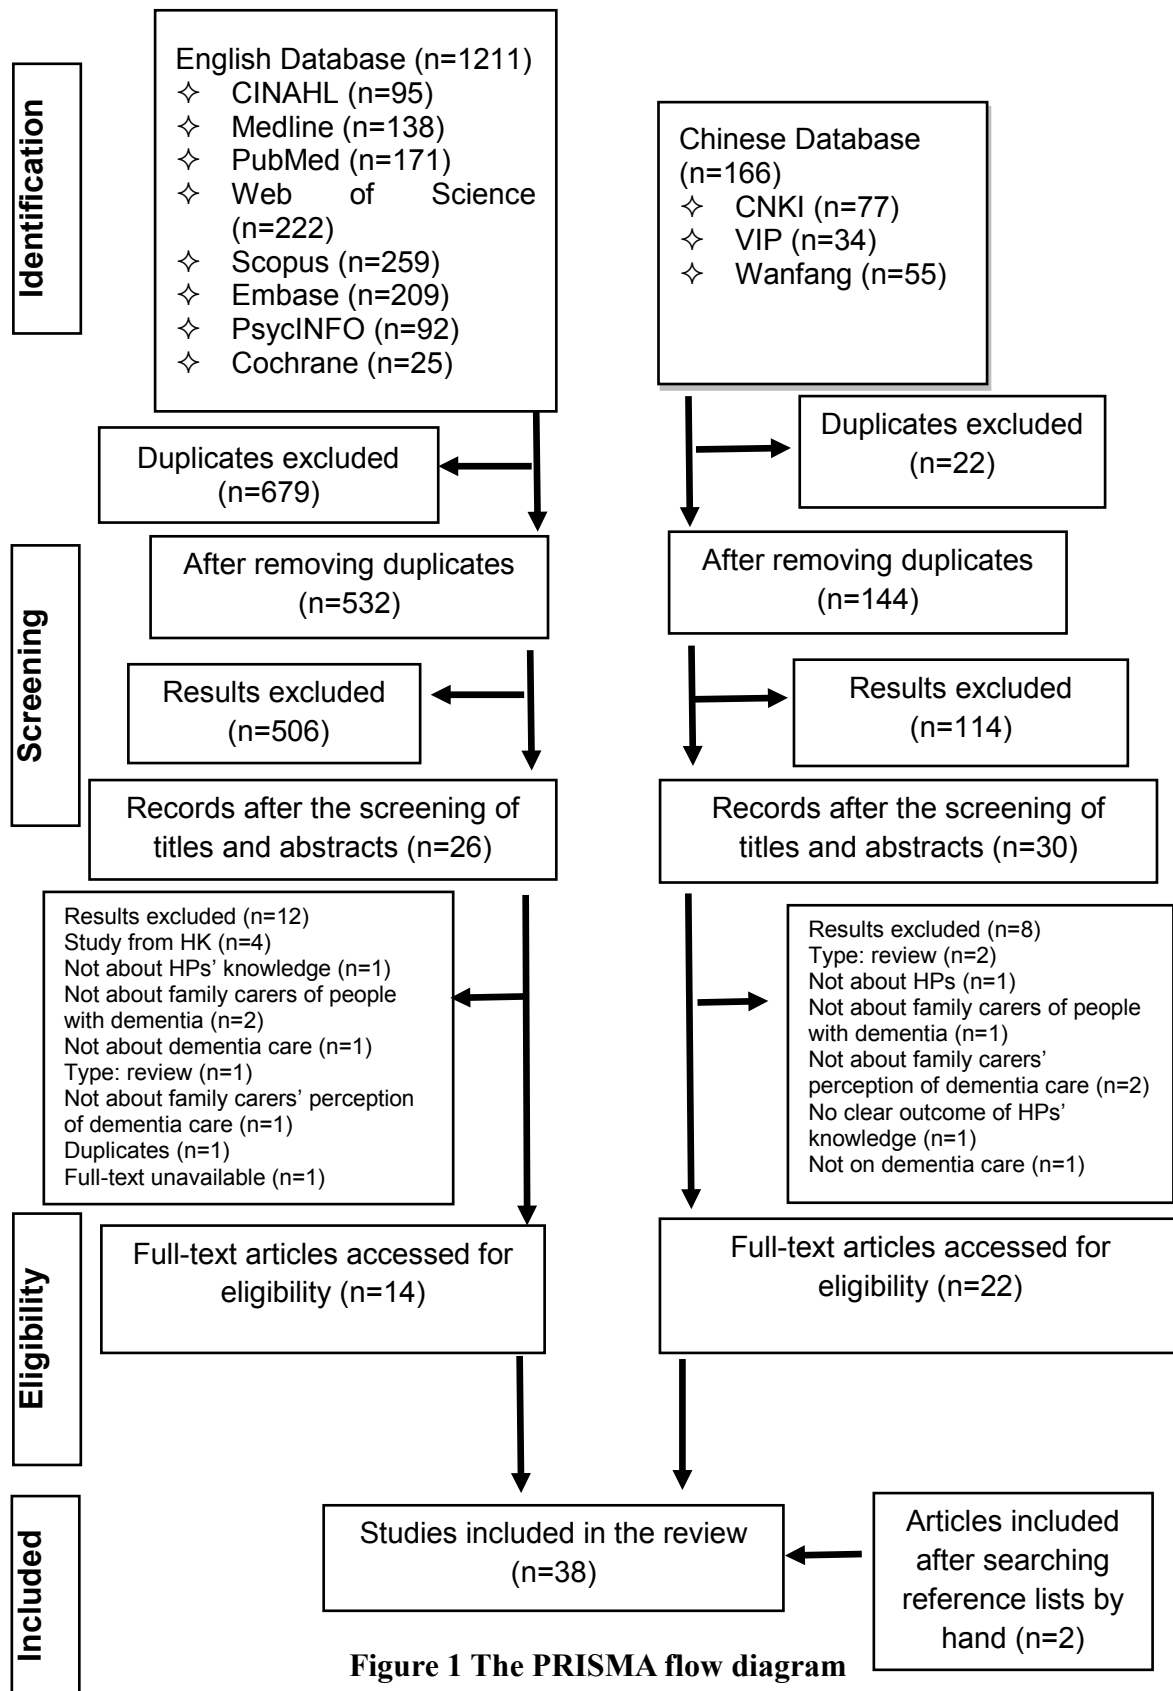 Identification
English Database (n=1211)
✧ CINAHL (n=95)
✧ Medline (n=138)
✧ PubMed (n=171)
✧ Web of Science
(n=222)
✧ Scopus (n=259)
✧ Embase (n=209)
✧ PsycINFO (n=92)
✧ Cochrane (n=25)
Chinese Database
(n=166)
✧ CNKI (n=77)
✧ VIP (n=34)
✧ Wanfang (n=55)
Duplicates excluded
(n=679)
Duplicates excluded
(n=22)
Screening
After removing duplicates
(n=532)
After removing duplicates
(n=144)
Results excluded
(n=506)
Results excluded
(n=114)
Records after the screening of
titles and abstracts (n=26)
Records after the screening of
titles and abstracts (n=30)
Results excluded (n=12)
Study from HK (n=4)
Not about HPs’ knowledge (n=1)
Not about family carers of people
with dementia (n=2)
Not about dementia care (n=1)
Type: review (n=1)
Not about family carers’ perception
of dementia care (n=1)
Duplicates (n=1)
Full-text unavailable (n=1)
Results excluded (n=8)
Type: review (n=2)
Not about HPs (n=1)
Not about family carers of people
with dementia (n=1)
Not about family carers’
perception of dementia care (n=2)
No clear outcome of HPs’
knowledge (n=1)
Not on dementia care (n=1)
Eligibility
Full-text articles accessed for
eligibility (n=14)
Full-text articles accessed for
eligibility (n=22)
Included
Studies included in the review
(n=38)
Articles included
after searching
reference lists by
hand (n=2)
Figure 1 The PRISMA flow diagram